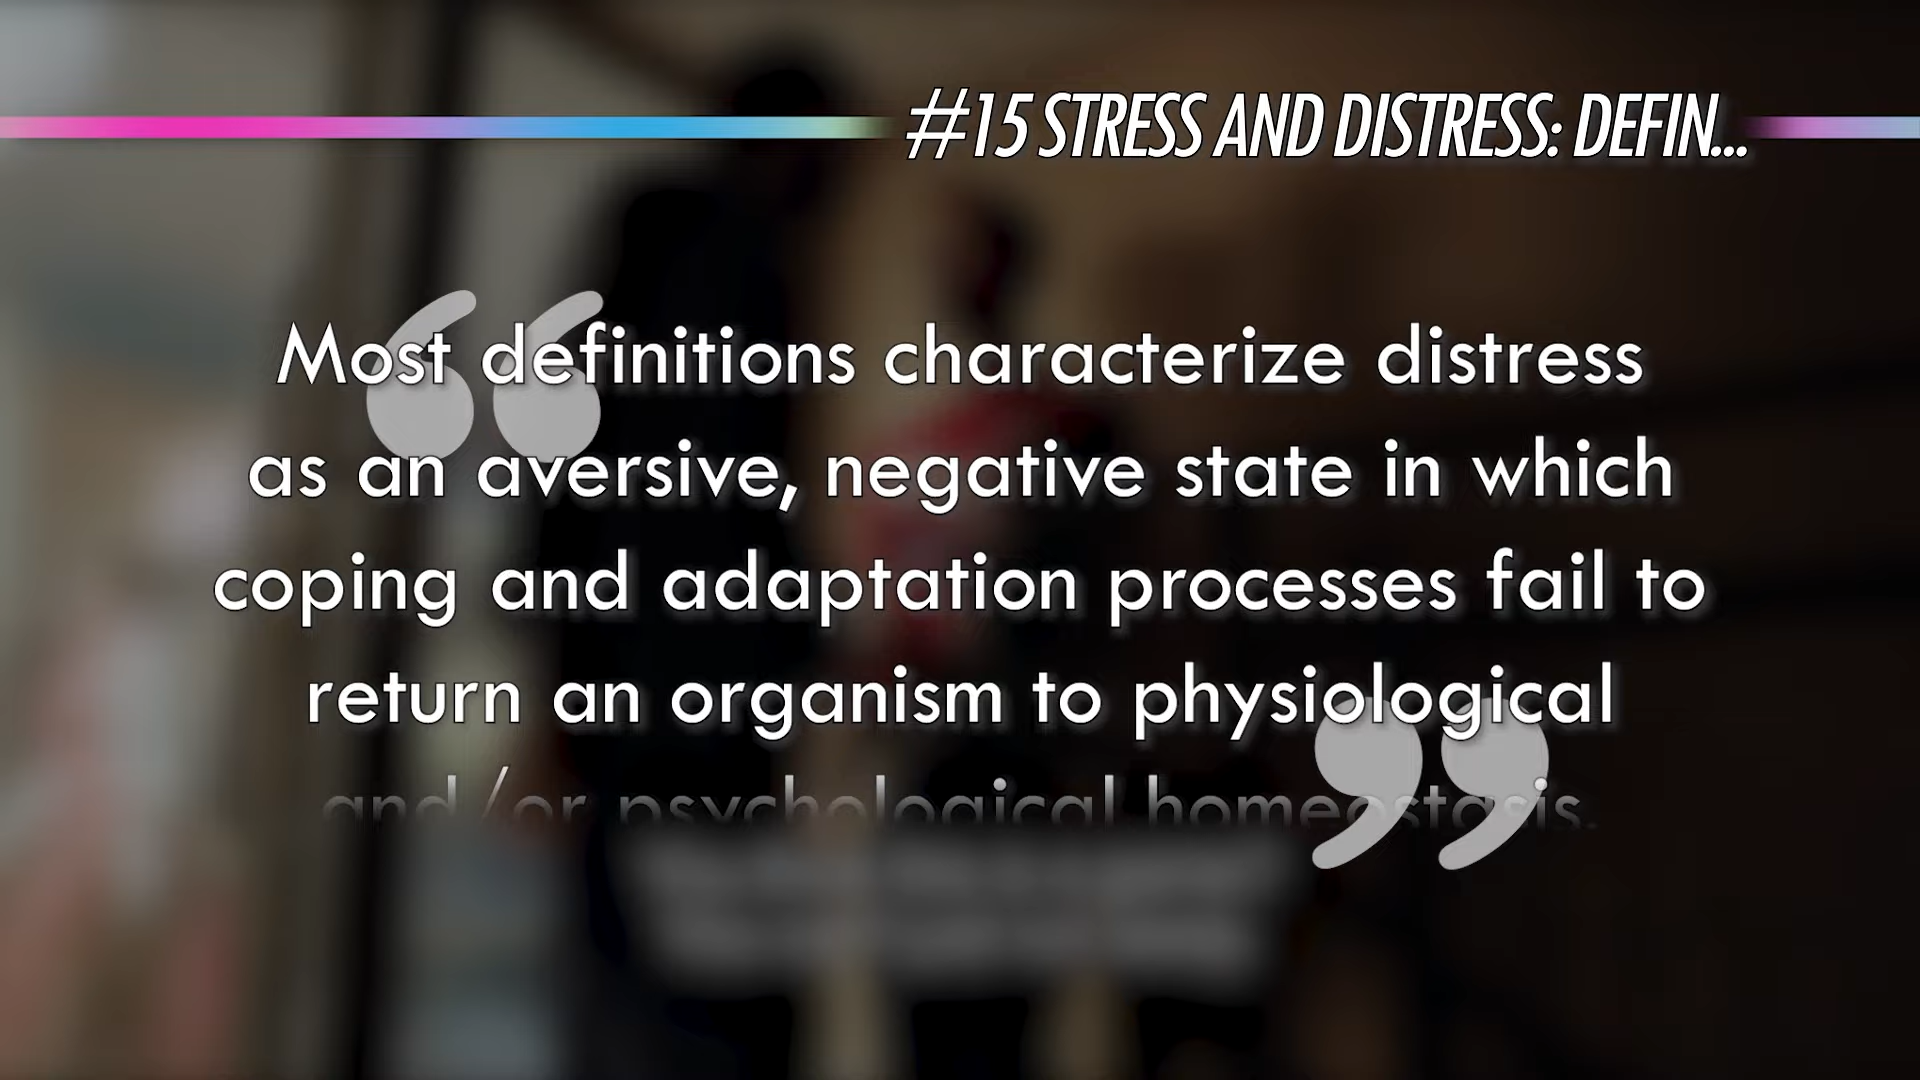 #15 STRESS AND DISTRESS: DEFIN...
“Most definitions characterize distress
as an aversive, negative state in which
coping and adaptation processes fail to
return an organism to physiological
and/or psychological homeostasis.”